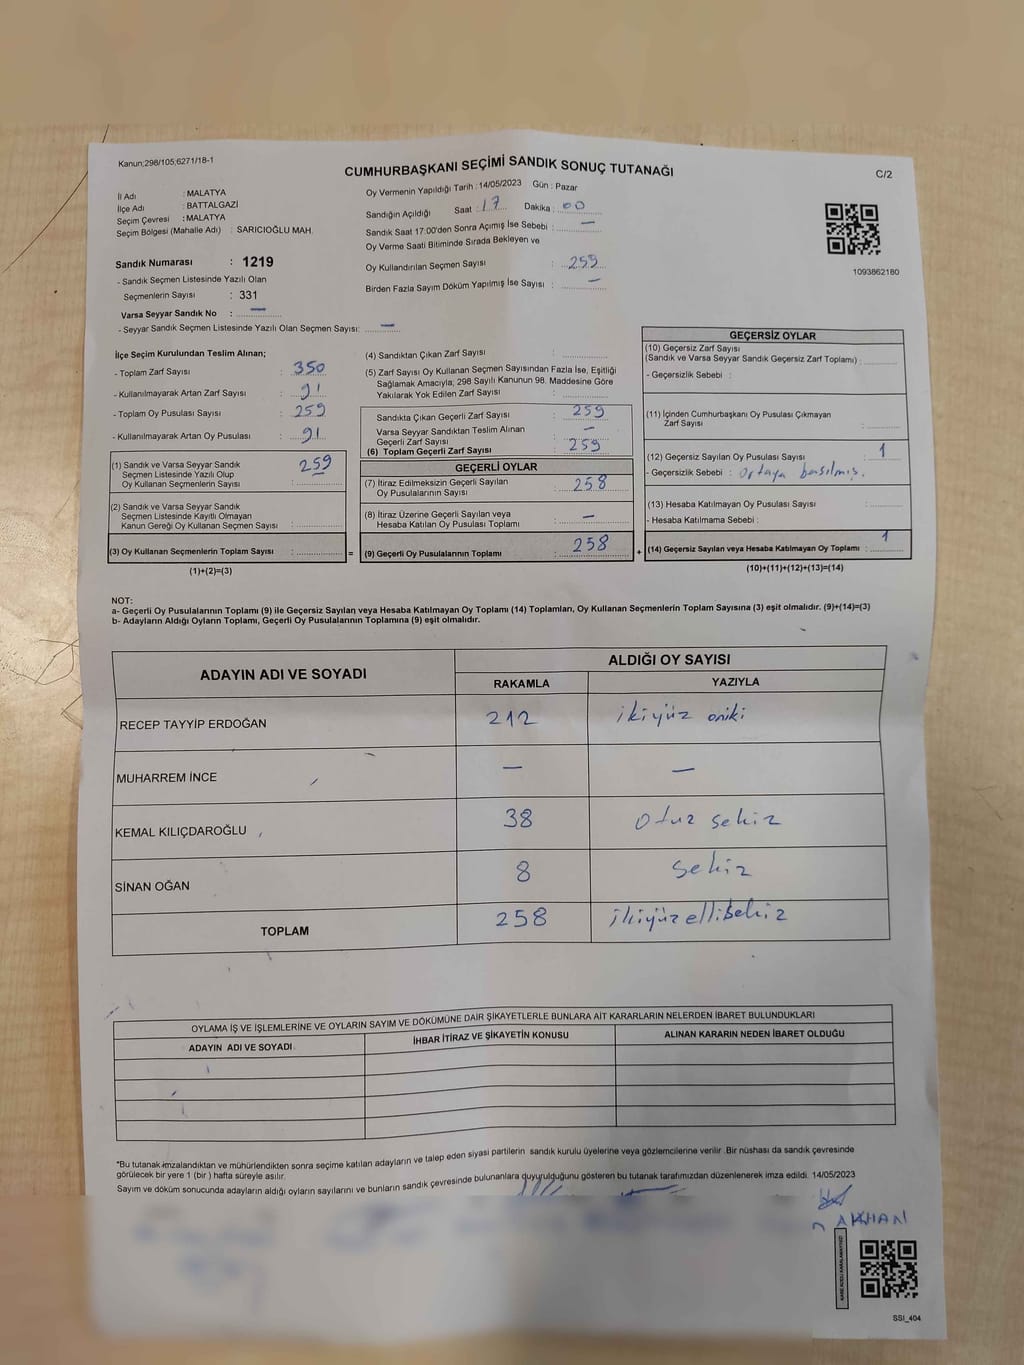 Kanun;298/105;6271/18-1
CUMHURBAŞKANI SEÇİMİ SANDIK SONUÇ TUTANAĞI
C/2
İl Adı : MALATYA
İlçe Adı : BATTALGAZİ
Seçim Çevresi : MALATYA
Seçim Bölgesi (Mahalle Adı) : SARICIOĞLU MAH.
Oy Vermenin Yapıldığı Tarih : 14/05/2023 Gün : Pazar
Sandığın Açıldığı Saat : 17 Dakika : 00
Sandık Saat 17:00'den Sonra Açımış İse Sebebi : —
Oy Verme Saati Bitiminde Sırada Bekleyen ve
Oy Kullandırılan Seçmen Sayısı : 259
Birden Fazla Sayım Döküm Yapılmış İse Sayısı : —
1093862180
Sandık Numarası : 1219
- Sandık Seçmen Listesinde Yazılı Olan
Seçmenlerin Sayısı : 331
Varsa Seyyar Sandık No : —
- Seyyar Sandık Seçmen Listesinde Yazılı Olan Seçmen Sayısı: —
İlçe Seçim Kurulundan Teslim Alınan;
- Toplam Zarf Sayısı : 350
- Kullanılmayarak Artan Zarf Sayısı : 91
- Toplam Oy Pusulası Sayısı : 259
- Kullanılmayarak Artan Oy Pusulası : 91
(1) Sandık ve Varsa Seyyar Sandık
Seçmen Listesinde Yazılı Olup
Oy Kullanan Seçmenlerin Sayısı : 259
(2) Sandık ve Varsa Seyyar Sandık
Seçmen Listesinde Kayıtlı Olmayan
Kanun Gereği Oy Kullanan Seçmen Sayısı :
(3) Oy Kullanan Seçmenlerin Toplam Sayısı : =
(1)+(2)=(3)
(4) Sandıktan Çıkan Zarf Sayısı :
(5) Zarf Sayısı Oy Kullanan Seçmen Sayısından Fazla İse, Eşitliği
Sağlamak Amacıyla; 298 Sayılı Kanunun 98. Maddesine Göre
Yakılarak Yok Edilen Zarf Sayısı :
Sandıkta Çıkan Geçerli Zarf Sayısı : 259
Varsa Seyyar Sandıktan Teslim Alınan
Geçerli Zarf Sayısı : —
(6) Toplam Geçerli Zarf Sayısı : 259
GEÇERLİ OYLAR
(7) İtiraz Edilmeksizin Geçerli Sayılan
Oy Pusulalarının Sayısı : 258
(8) İtiraz Üzerine Geçerli Sayılan veya
Hesaba Katılan Oy Pusulası Toplamı : —
(9) Geçerli Oy Pusulalarının Toplamı : 258 +
GEÇERSİZ OYLAR
(10) Geçersiz Zarf Sayısı
(Sandık ve Varsa Seyyar Sandık Geçersiz Zarf Toplamı) :
- Geçersizlik Sebebi :
(11) İçinden Cumhurbaşkanı Oy Pusulası Çıkmayan
Zarf Sayısı :
(12) Geçersiz Sayılan Oy Pusulası Sayısı : 1
- Geçersizlik Sebebi : ortaya basılmış.
(13) Hesaba Katılmayan Oy Pusulası Sayısı :
- Hesaba Katılmama Sebebi :
(14) Geçersiz Sayılan veya Hesaba Katılmayan Oy Toplamı : 1
(10)+(11)+(12)+(13)=(14)
NOT:
a- Geçerli Oy Pusulalarının Toplamı (9) ile Geçersiz Sayılan veya Hesaba Katılmayan Oy Toplamı (14) Toplamları, Oy Kullanan Seçmenlerin Toplam Sayısına (3) eşit olmalıdır. (9)+(14)=(3)
b- Adayların Aldığı Oyların Toplamı, Geçerli Oy Pusulalarının Toplamına (9) eşit olmalıdır.
ADAYIN ADI VE SOYADI ALDIĞI OY SAYISI
RAKAMLA YAZIYLA
RECEP TAYYİP ERDOĞAN 212 ikiyüz oniki
MUHARREM İNCE — —
KEMAL KILIÇDAROĞLU 38 otuz sekiz
SİNAN OĞAN 8 sekiz
TOPLAM 258 ikiyüzellisekiz
OYLAMA İŞ VE İŞLEMLERİNE VE OYLARIN SAYIM VE DÖKÜMÜNE DAİR ŞİKAYETLERLE BUNLARA AİT KARARLARIN NELERDEN İBARET BULUNDUKLARI
ADAYIN ADI VE SOYADI İHBAR İTİRAZ VE ŞİKAYETİN KONUSU ALINAN KARARIN NEDEN İBARET OLDUĞU
*Bu tutanak imzalandıktan ve mühürlendikten sonra seçime katılan adayların ve talep eden siyasi partilerin sandık kurulu üyelerine veya gözlemcilerine verilir. Bir nüshası da sandık çevresinde
görülecek bir yere 1 (bir) hafta süreyle asılır.
Sayım ve döküm sonucunda adayların aldığı oyların sayılarını ve bunların sandık çevresinde bulunanlara duyurulduğunu gösteren bu tutanak tarafımızdan düzenlenerek imza edildi. 14/05/2023
AKHAN
SSI_404